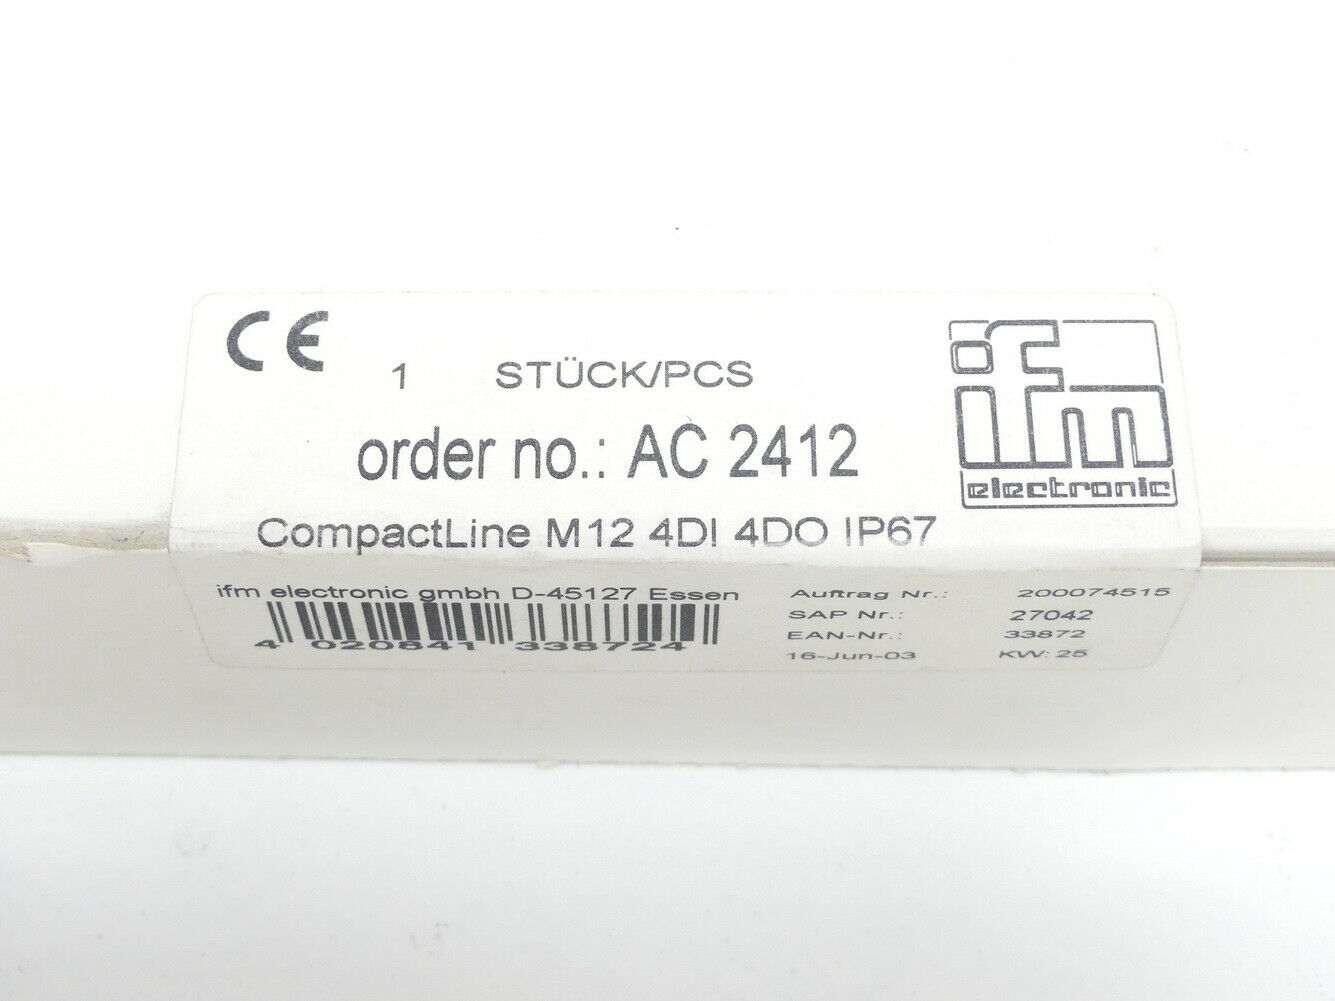 CE
1 STÜCK/PCS
order no.: AC 2412
CompactLine M12 4DI 4DO IP67
ifm
electronic
ifm electronic gmbh D-45127 Essen
4 020841 338724
Auftrag Nr.: 200074515
SAP Nr.: 27042
EAN-Nr.: 33872
16-Jun-03 KW: 25